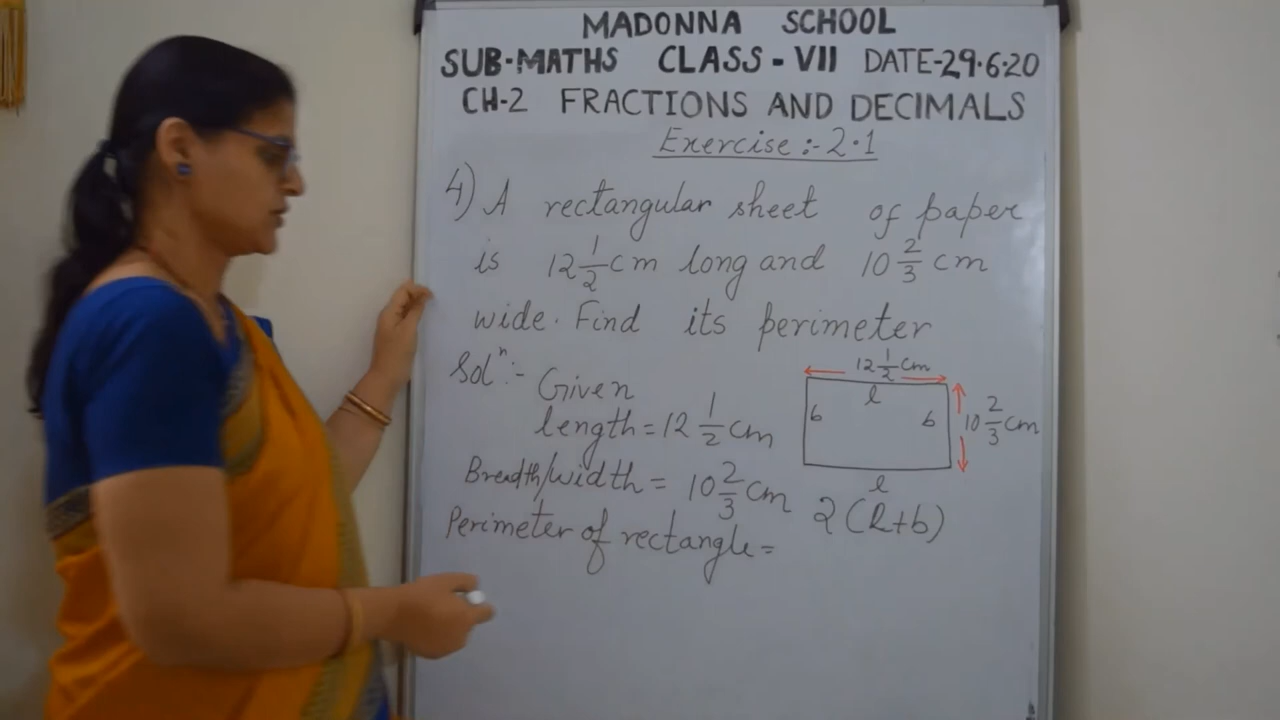 MADONNA SCHOOL
SUB-MATHS CLASS-VII DATE-29.6.20
CH-2 FRACTIONS AND DECIMALS
Exercise:-2.1
4) A rectangular sheet of paper
is 12 1/2 cm long and 10 2/3 cm
wide. Find its perimeter
Solⁿ:- Given
length = 12 1/2 cm
Breadth/width = 10 2/3 cm
Perimeter of rectangle = 2(l+b)
12 1/2 cm
l
b
b
10 2/3 cm
l